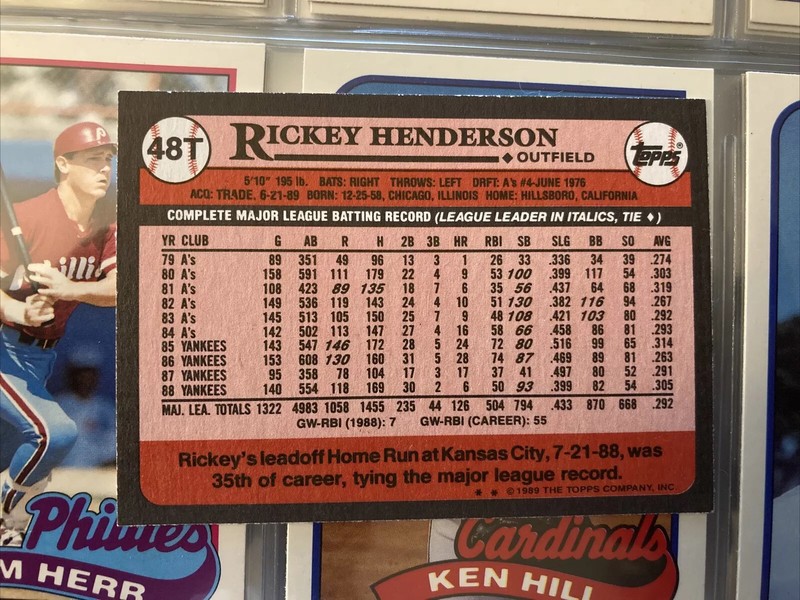 48T
RICKEY HENDERSON
OUTFIELD
TOPPS®
5'10" 195 lb. BATS: RIGHT THROWS: LEFT DRFT: A's #4-JUNE 1976
ACQ: TRADE, 6-21-89 BORN: 12-25-58, CHICAGO, ILLINOIS HOME: HILLSBORO, CALIFORNIA
COMPLETE MAJOR LEAGUE BATTING RECORD (LEAGUE LEADER IN ITALICS, TIE ♦)
YR CLUB G AB R H 2B 3B HR RBI SB SLG BB SO AVG
79 A's 89 351 49 96 13 3 1 26 33 .336 34 39 .274
80 A's 158 591 111 179 22 4 9 53 100 .399 117 54 .303
81 A's 108 423 89 135 18 7 6 35 56 .437 64 68 .319
82 A's 149 536 119 143 24 4 10 51 130 .382 116 94 .267
83 A's 145 513 105 150 25 7 9 48 108 .421 103 80 .292
84 A's 142 502 113 147 27 4 16 58 66 .458 86 81 .293
85 YANKEES 143 547 146 172 28 5 24 72 80 .516 99 65 .314
86 YANKEES 153 608 130 160 31 5 28 74 87 .469 89 81 .263
87 YANKEES 95 358 78 104 17 3 17 37 41 .497 80 52 .291
88 YANKEES 140 554 118 169 30 2 6 50 93 .399 82 54 .305
MAJ. LEA. TOTALS 1322 4983 1058 1455 235 44 126 504 794 .433 870 668 .292
GW-RBI (1988): 7 GW-RBI (CAREER): 55
Rickey's leadoff Home Run at Kansas City, 7-21-88, was
35th of career, tying the major league record.
* * ©1989 THE TOPPS COMPANY, INC
Phillies
M HERR
Cardinals
KEN HILL